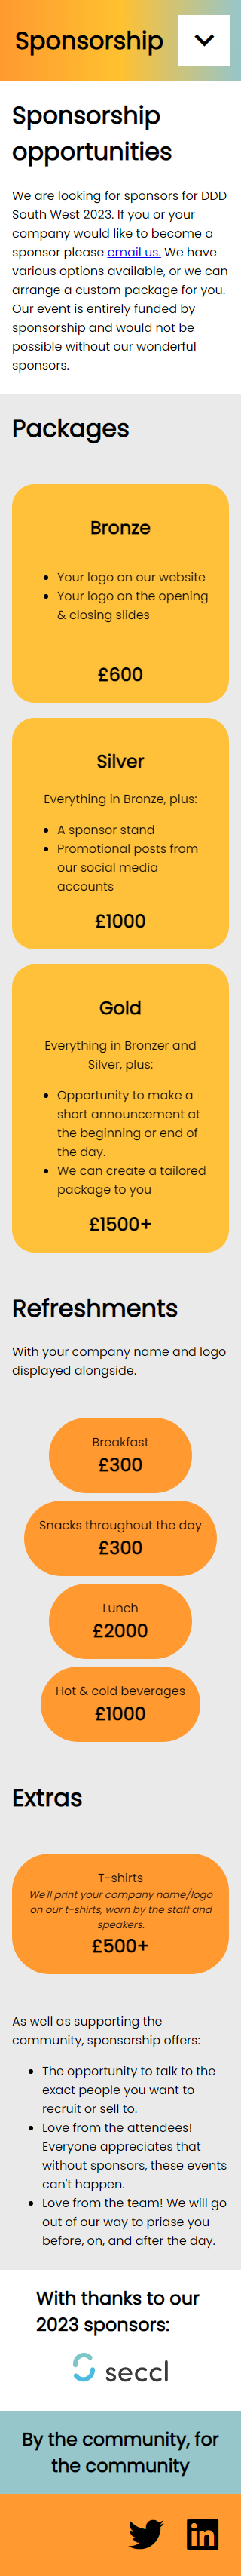 Sponsorship
Sponsorship
opportunities
We are looking for sponsors for DDD
South West 2023. If you or your
company would like to become a
sponsor please email us. We have
various options available, or we can
arrange a custom package for you.
Our event is entirely funded by
sponsorship and would not be
possible without our wonderful
sponsors.
Packages
Bronze
• Your logo on our website
• Your logo on the opening
& closing slides
£600
Silver
Everything in Bronze, plus:
• A sponsor stand
• Promotional posts from
our social media
accounts
£1000
Gold
Everything in Bronzer and
Silver, plus:
• Opportunity to make a
short announcement at
the beginning or end of
the day.
• We can create a tailored
package to you
£1500+
Refreshments
With your company name and logo
displayed alongside.
Breakfast
£300
Snacks throughout the day
£300
Lunch
£2000
Hot & cold beverages
£1000
Extras
T-shirts
We'll print your company name/logo
on our t-shirts, worn by the staff and
speakers.
£500+
As well as supporting the
community, sponsorship offers:
• The opportunity to talk to the
exact people you want to
recruit or sell to.
• Love from the attendees!
Everyone appreciates that
without sponsors, these events
can't happen.
• Love from the team! We will go
out of our way to priase you
before, on, and after the day.
With thanks to our
2023 sponsors:
seccl
By the community, for
the community
in